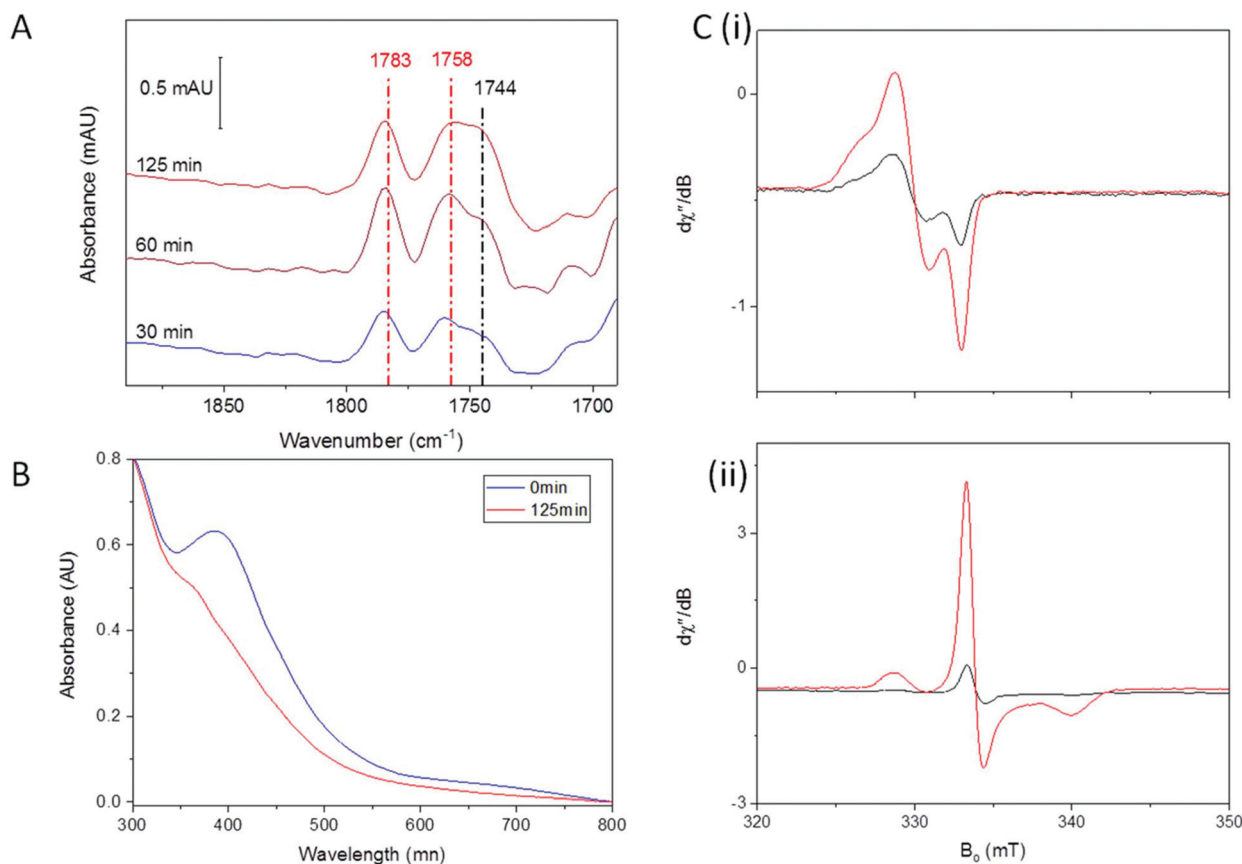 A
0.5 mAU
1783
1758
1744
125 min
60 min
30 min
Absorbance (mAU)
1850
1800
1750
1700
Wavenumber (cm⁻¹)
B
0.8
0.6
0.4
0.2
0.0
Absorbance (AU)
0min
125min
300
400
500
600
700
800
Wavelength (mn)
C (i)
0
-1
dχ″/dB
(ii)
3
0
-3
dχ″/dB
320
330
340
350
B₀ (mT)